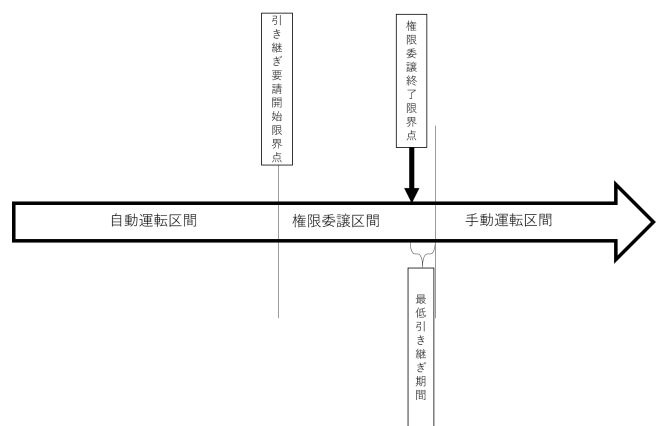 引き継ぎ要請開始限界点
権限委譲終了限界点
自動運転区間
権限委譲区間
手動運転区間
最低引き継ぎ期間